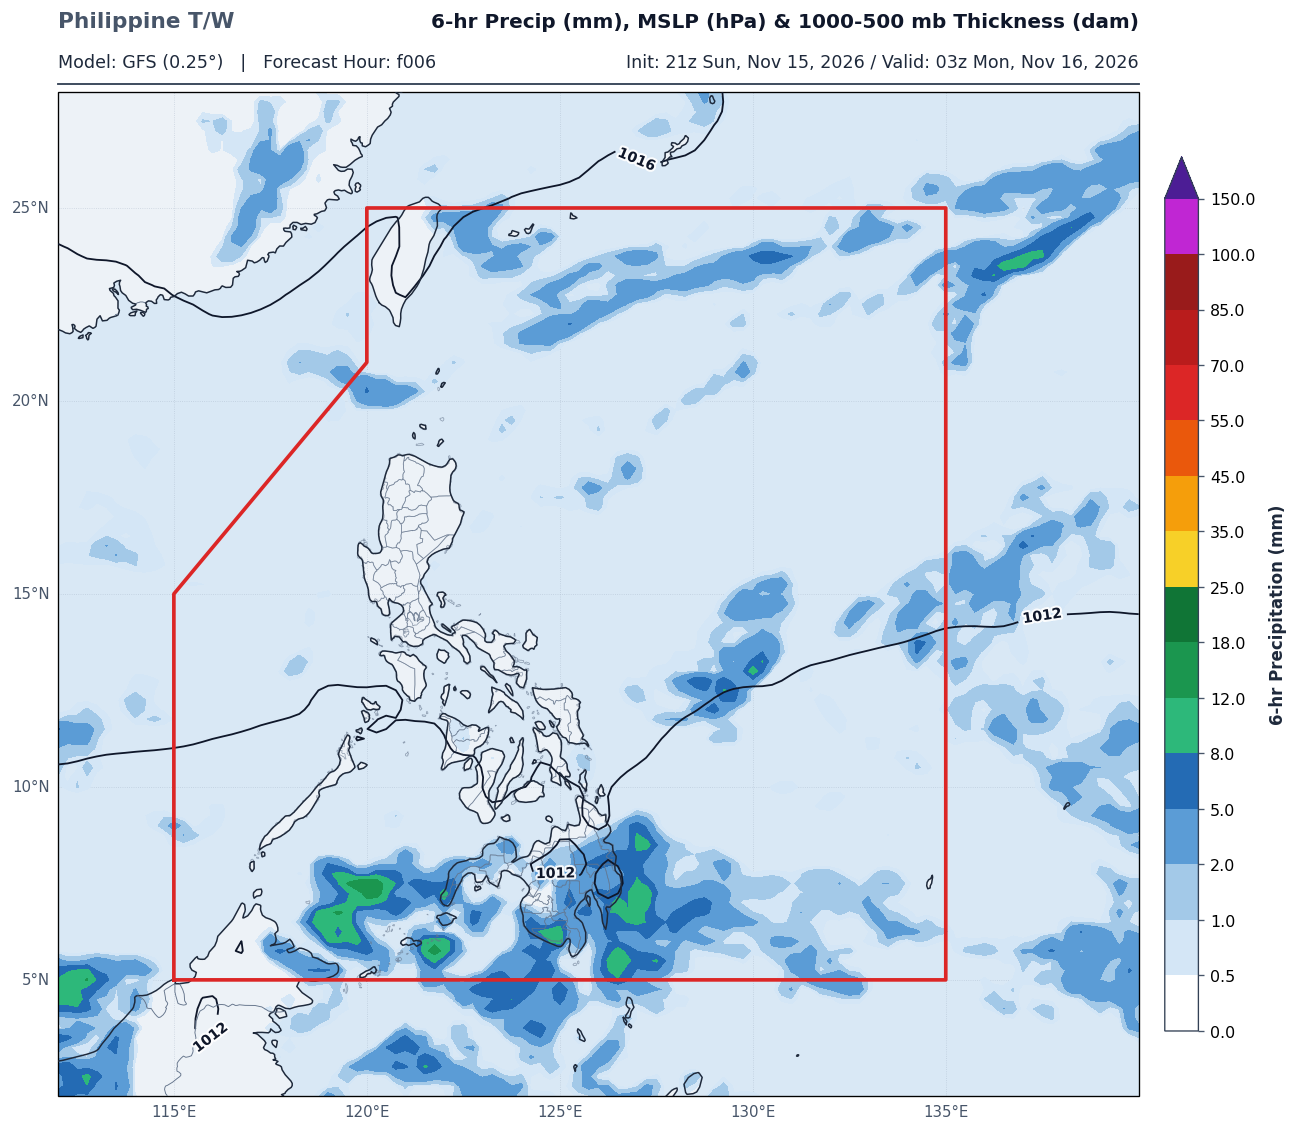 Philippine T/W
6-hr Precip (mm), MSLP (hPa) & 1000-500 mb Thickness (dam)
Model: GFS (0.25°) | Forecast Hour: f006
Init: 21z Sun, Nov 15, 2026 / Valid: 03z Mon, Nov 16, 2026
1016
1012
1012
1012
25°N
20°N
15°N
10°N
5°N
115°E
120°E
125°E
130°E
135°E
150.0
100.0
85.0
70.0
55.0
45.0
35.0
25.0
18.0
12.0
8.0
5.0
2.0
1.0
0.5
0.0
6-hr Precipitation (mm)